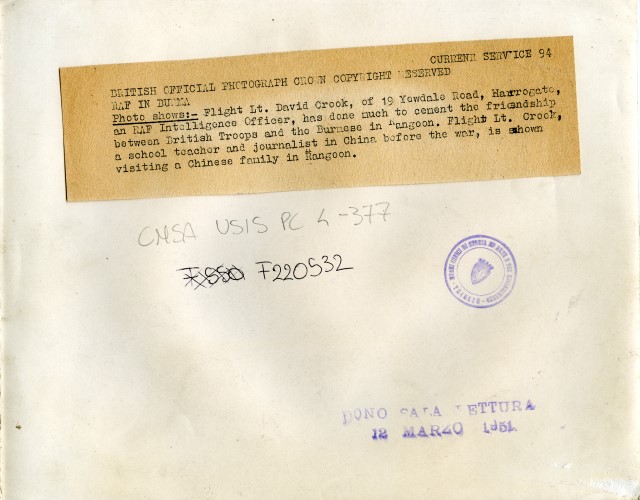 CURRENR SERVICE 94
BRITISH OFFICIAL PHOTOGRAPH CROWN COPYRIGHT RESERVED
RAF IN BURMA
Photo shows:- Flight Lt. David Crook, of 19 Yewdale Road, Harrogate,
an RAF Intelligence Officer, has done much to cement the friendship
between British Troops and the Burmese in Rangoon. Flight Lt. Crook,
a school teacher and journalist in China before the war, is shown
visiting a Chinese family in Rangoon.
CMSA USIS PC 4-377
F220532
TRIESTE
DONO SALA LETTURA
12 MARZO 1951